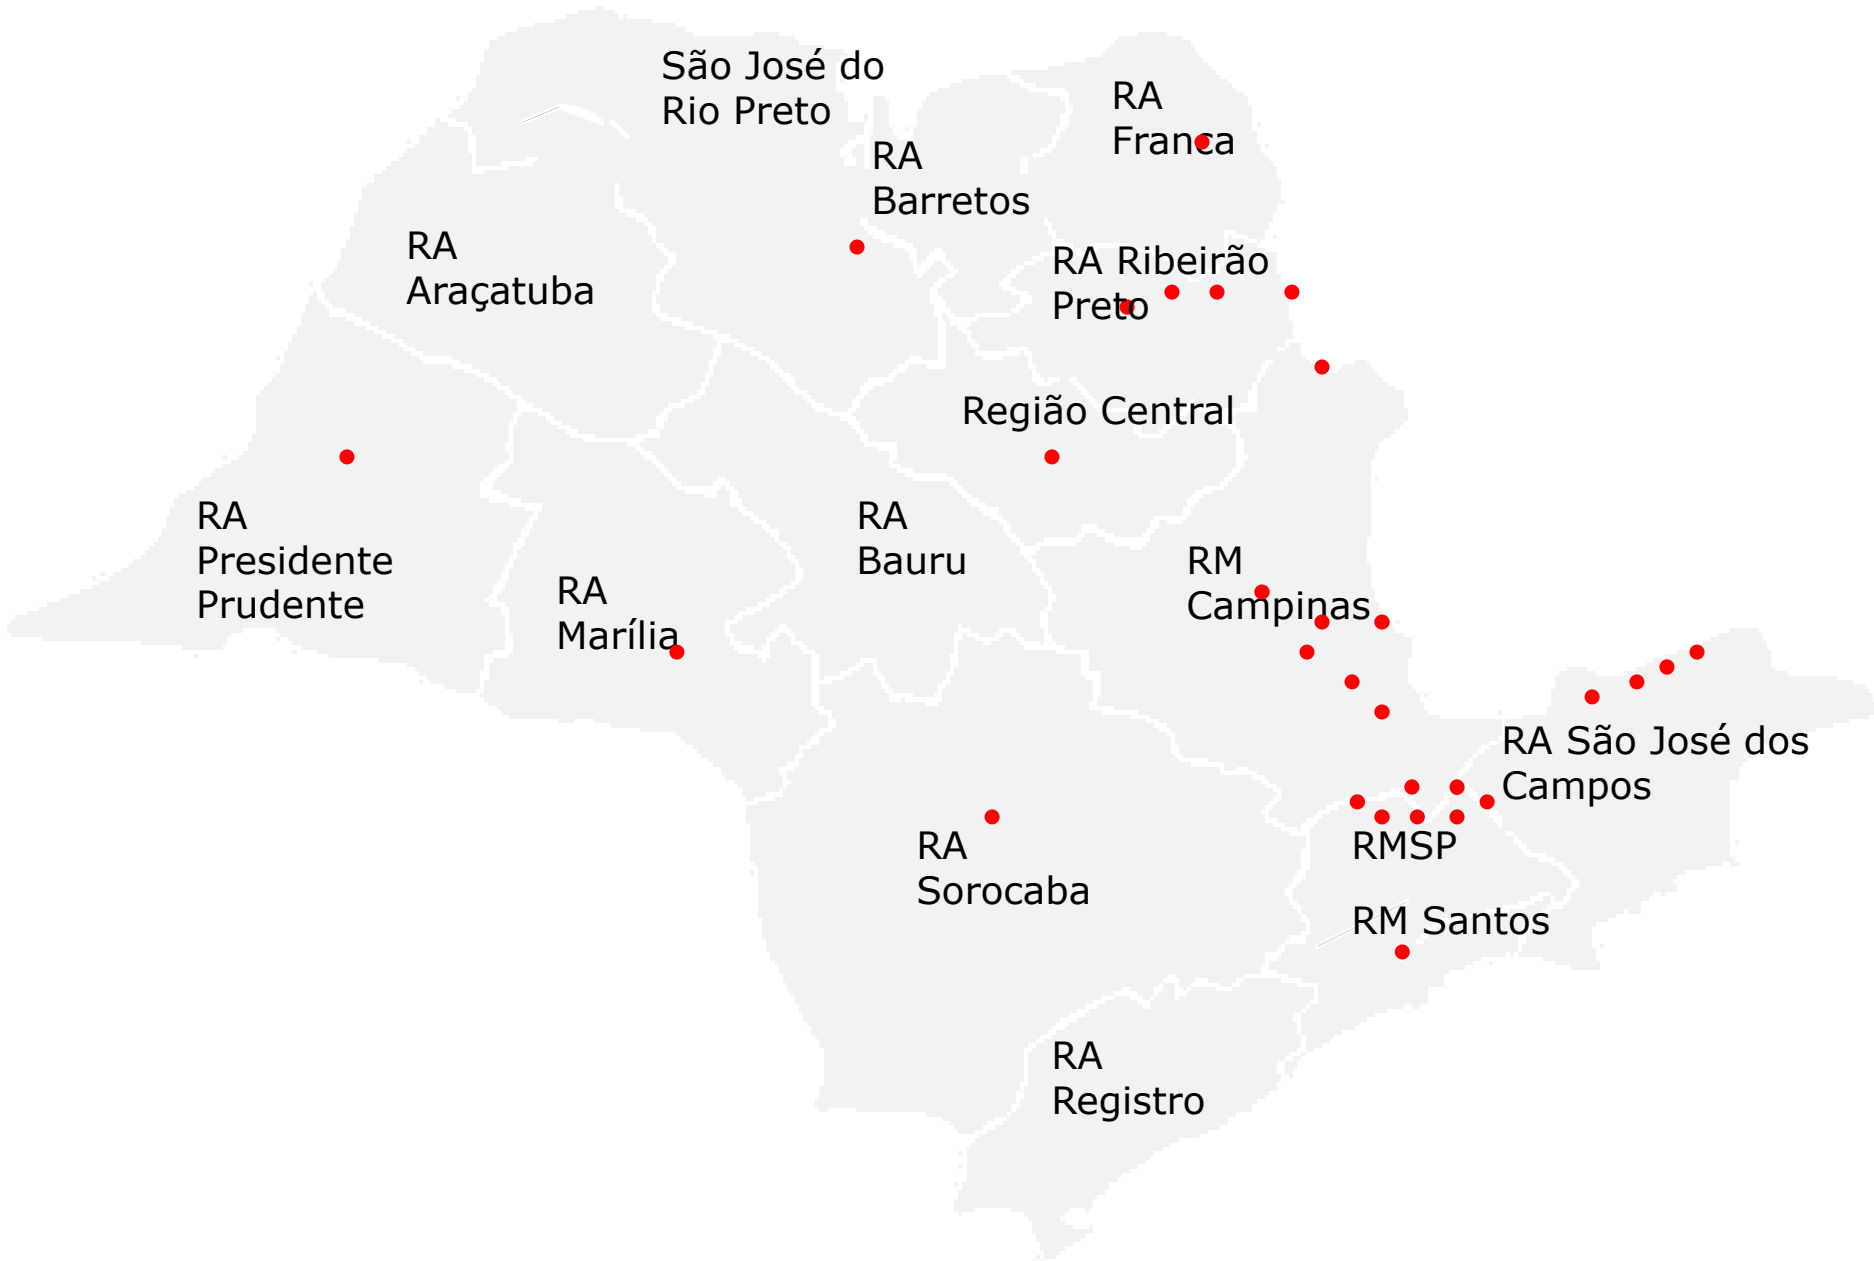 São José do
Rio Preto
RA
Franca
RA
Barretos
RA
Araçatuba
RA Ribeirão
Preto
Região Central
RA
Presidente
Prudente
RA
Bauru
RM
Campinas
RA
Marília
RA São José dos
Campos
RA
Sorocaba
RMSP
RM Santos
RA
Registro